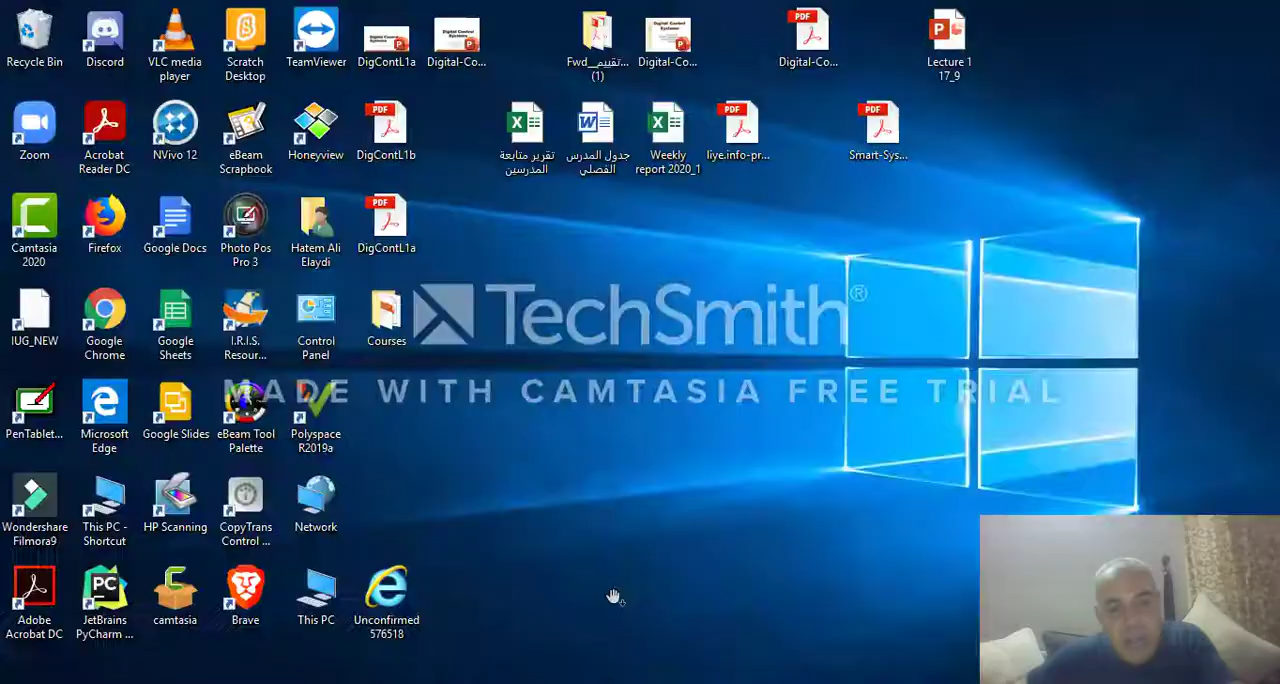 Recycle Bin
Discord
VLC media
player
Scratch
Desktop
TeamViewer
DigContL1a
Digital-Co...
Fwd__تقييم...
(1)
Digital-Co...
Digital-Co...
Lecture 1
17_9
Zoom
Acrobat
Reader DC
NVivo 12
eBeam
Scrapbook
Honeyview
DigContL1b
تقرير متابعة
المدرسين
جدول المدرس
الفصلي
Weekly
report 2020_1
liye.info-pr...
Smart-Sys...
Camtasia
2020
Firefox
Google Docs
Photo Pos
Pro 3
Hatem Ali
Elaydi
DigContL1a
IUG_NEW
Google
Chrome
Google
Sheets
I.R.I.S.
Resour...
Control
Panel
Courses
TechSmith®
MADE WITH CAMTASIA FREE TRIAL
PenTablet...
Microsoft
Edge
Google Slides
eBeam Tool
Palette
Polyspace
R2019a
Wondershare
Filmora9
This PC -
Shortcut
HP Scanning
CopyTrans
Control ...
Network
Adobe
Acrobat DC
JetBrains
PyCharm ...
camtasia
Brave
This PC
Unconfirmed
576518